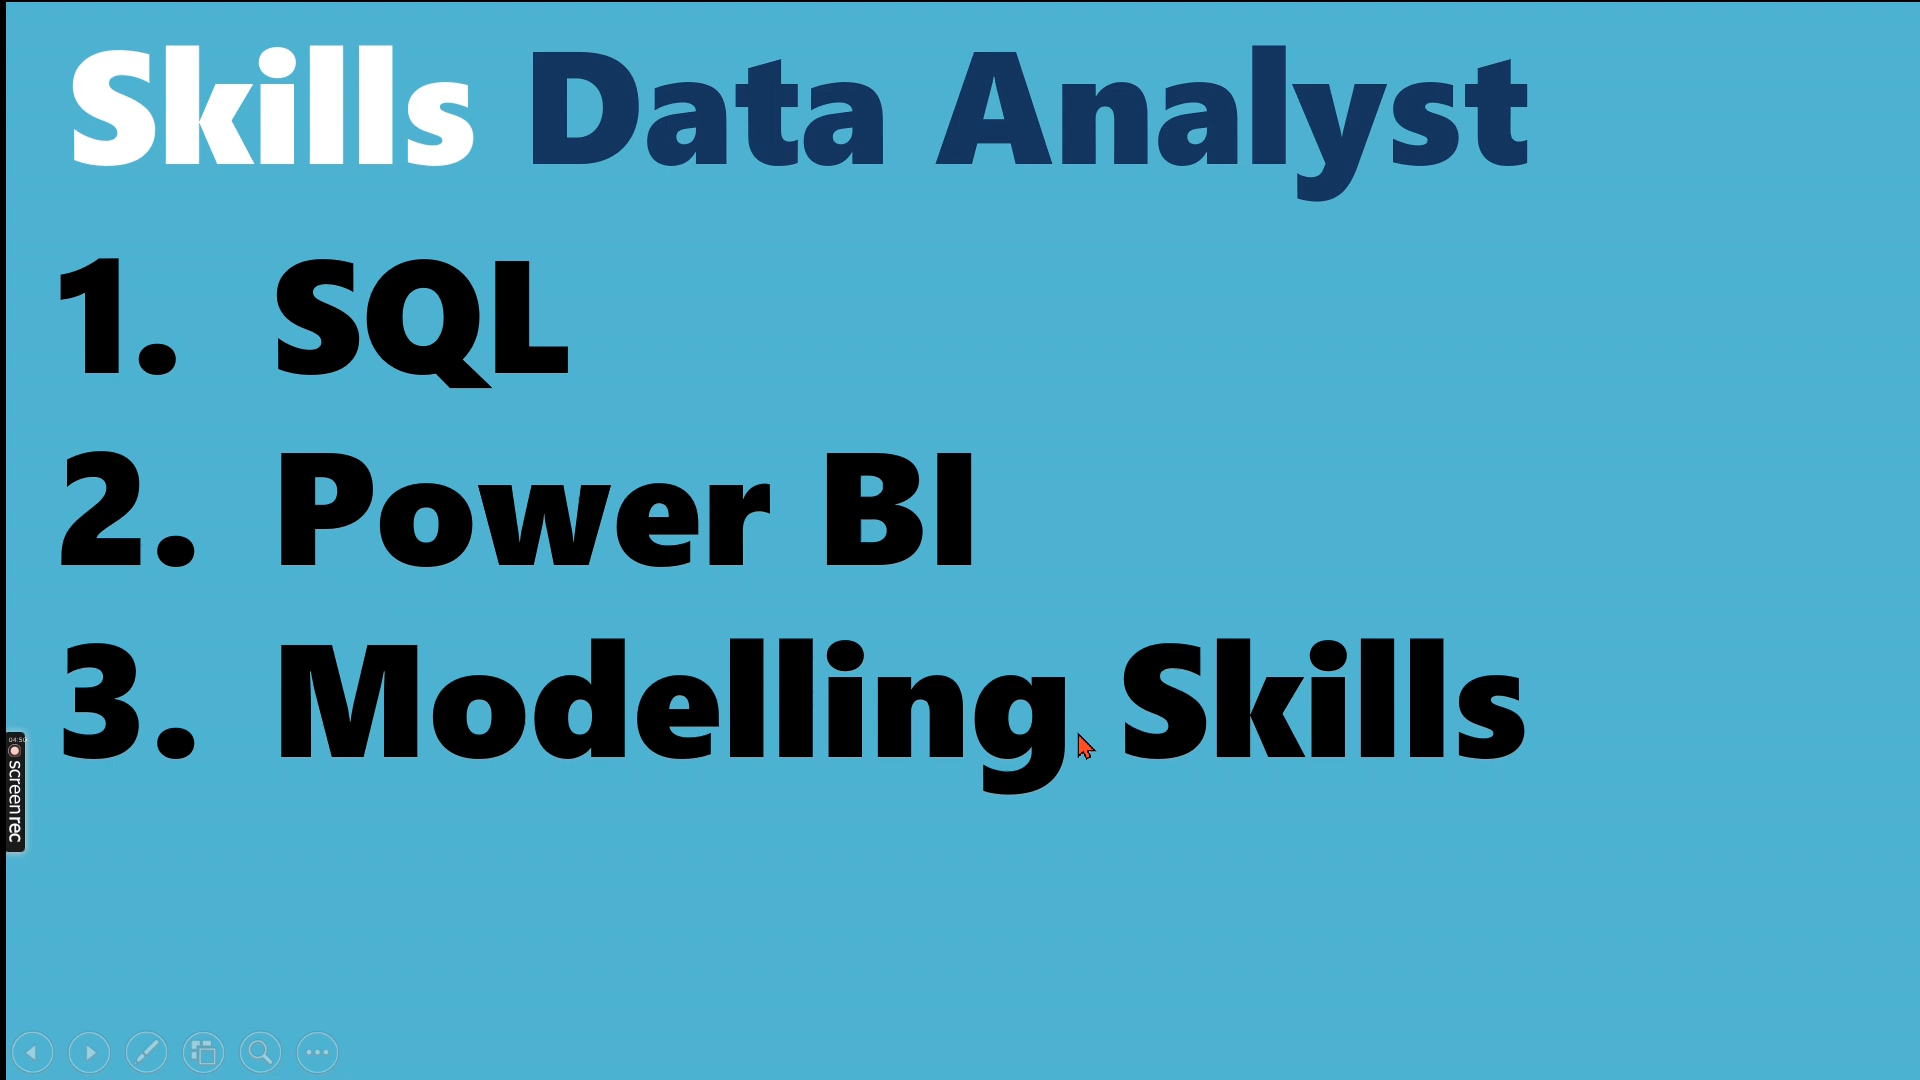 Skills Data Analyst
1. SQL
2. Power BI
3. Modelling Skills
screenrec